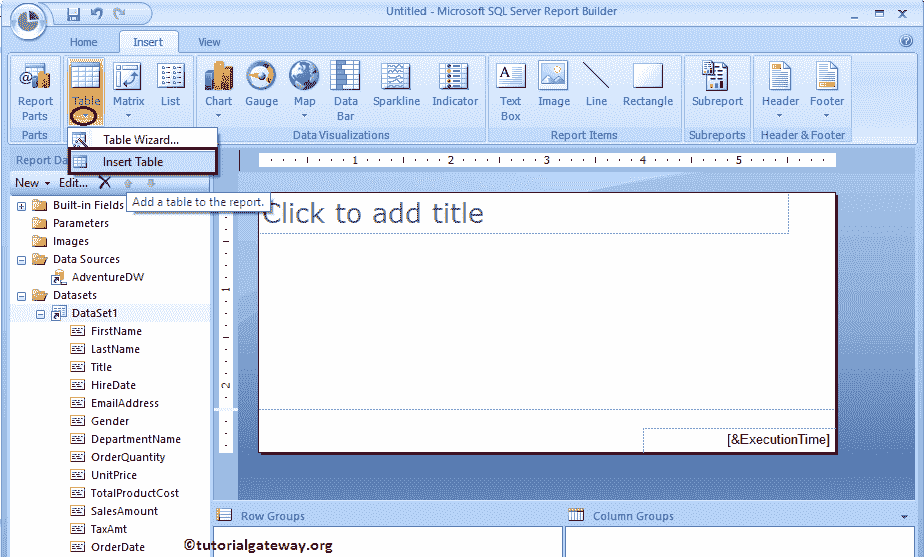 Untitled - Microsoft SQL Server Report Builder
Home Insert View
Report Parts
Table
Matrix
List
Chart
Gauge
Map
Data Bar
Sparkline
Indicator
Text Box
Image
Line
Rectangle
Subreport
Header
Footer
Parts
Data Visualizations
Report Items
Subreports
Header & Footer
Table Wizard...
Insert Table
Report Da
New Edit...
Add a table to the report.
1 2 3 4 5
Built-in Fields
Parameters
Images
Data Sources
AdventureDW
Datasets
DataSet1
FirstName
LastName
Title
HireDate
EmailAddress
Gender
DepartmentName
OrderQuantity
UnitPrice
TotalProductCost
SalesAmount
TaxAmt
OrderDate
Click to add title
1
2
[&ExecutionTime]
Row Groups
Column Groups
©tutorialgateway.org